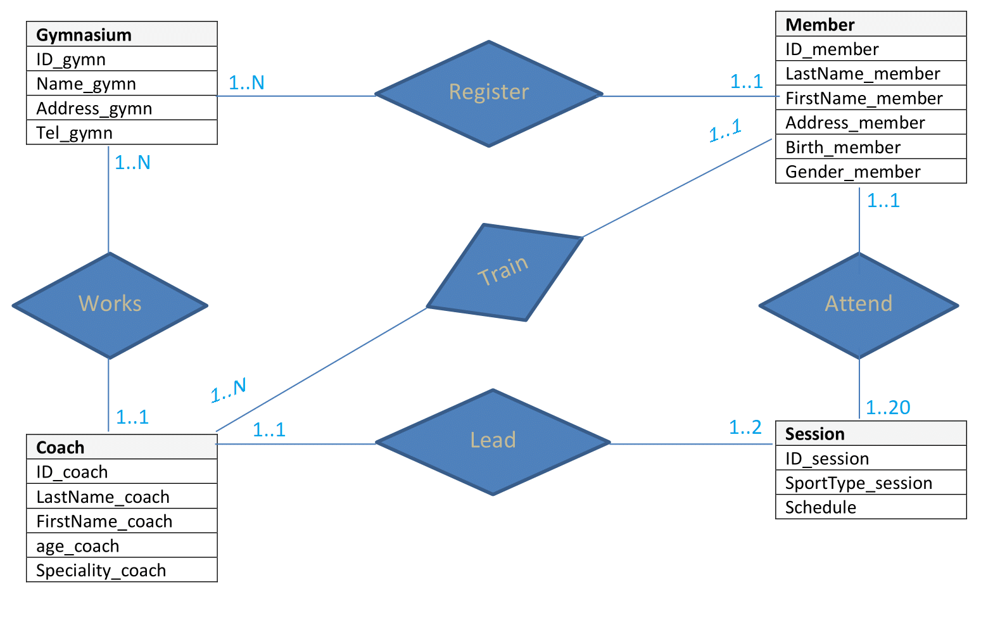 Gymnasium
ID_gymn
Name_gymn
Address_gymn
Tel_gymn
1..N
Register
1..1
Member
ID_member
LastName_member
FirstName_member
Address_member
Birth_member
Gender_member
1..N
1..1
1..1
Works
Train
Attend
1..1
1..N
1..1
Lead
1..2
1..20
Coach
ID_coach
LastName_coach
FirstName_coach
age_coach
Speciality_coach
Session
ID_session
SportType_session
Schedule